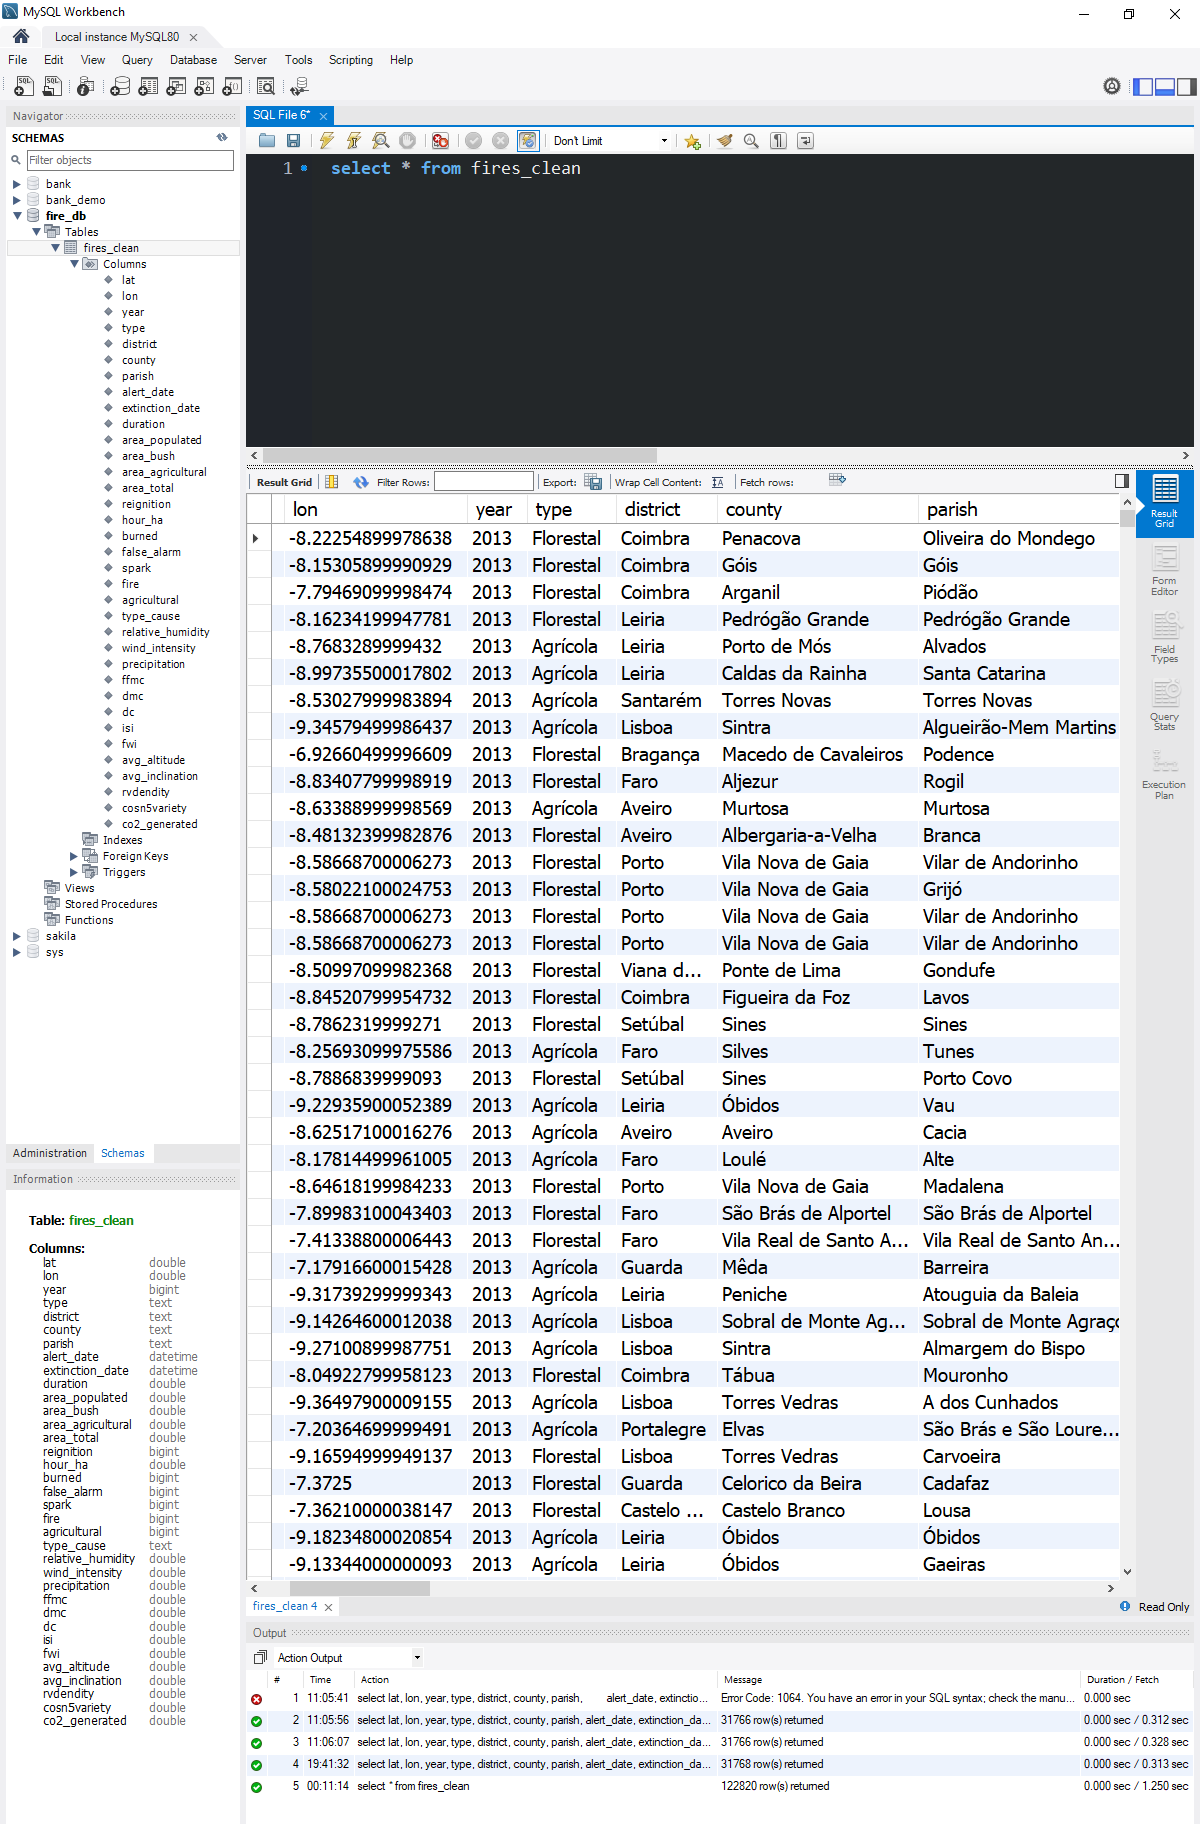 MySQL Workbench
Local instance MySQL80
File Edit View Query Database Server Tools Scripting Help
Navigator
SCHEMAS
Filter objects
bank
bank_demo
fire_db
Tables
fires_clean
Columns
lat
lon
year
type
district
county
parish
alert_date
extinction_date
duration
area_populated
area_bush
area_agricultural
area_total
reignition
hour_ha
burned
false_alarm
spark
fire
agricultural
type_cause
relative_humidity
wind_intensity
precipitation
ffmc
dmc
dc
isi
fwi
avg_altitude
avg_inclination
rvdendity
cosn5variety
co2_generated
Indexes
Foreign Keys
Triggers
Views
Stored Procedures
Functions
sakila
sys
Administration Schemas
Information
Table: fires_clean
Columns:
lat double
lon double
year bigint
type text
district text
county text
parish text
alert_date datetime
extinction_date datetime
duration double
area_populated double
area_bush double
area_agricultural double
area_total double
reignition bigint
hour_ha double
burned bigint
false_alarm bigint
spark bigint
fire bigint
agricultural bigint
type_cause text
relative_humidity double
wind_intensity double
precipitation double
ffmc double
dmc double
dc double
isi double
fwi double
avg_altitude double
avg_inclination double
rvdendity double
cosn5variety double
co2_generated double
SQL File 6*
Don't Limit
1 select * from fires_clean
Result Grid Filter Rows: Export: Wrap Cell Content: Fetch rows:
lon year type district county parish
-8.22254899978638 2013 Florestal Coimbra Penacova Oliveira do Mondego
-8.15305899990929 2013 Florestal Coimbra Góis Góis
-7.79469099998474 2013 Florestal Coimbra Arganil Piódão
-8.16234199947781 2013 Florestal Leiria Pedrógão Grande Pedrógão Grande
-8.7683289999432 2013 Agrícola Leiria Porto de Mós Alvados
-8.99735500017802 2013 Agrícola Leiria Caldas da Rainha Santa Catarina
-8.53027999983894 2013 Agrícola Santarém Torres Novas Torres Novas
-9.34579499986437 2013 Agrícola Lisboa Sintra Algueirão-Mem Martins
-6.92660499996609 2013 Florestal Bragança Macedo de Cavaleiros Podence
-8.83407799998919 2013 Florestal Faro Aljezur Rogil
-8.63388999998569 2013 Agrícola Aveiro Murtosa Murtosa
-8.48132399982876 2013 Florestal Aveiro Albergaria-a-Velha Branca
-8.58668700006273 2013 Florestal Porto Vila Nova de Gaia Vilar de Andorinho
-8.58022100024753 2013 Florestal Porto Vila Nova de Gaia Grijó
-8.58668700006273 2013 Florestal Porto Vila Nova de Gaia Vilar de Andorinho
-8.58668700006273 2013 Florestal Porto Vila Nova de Gaia Vilar de Andorinho
-8.50997099982368 2013 Florestal Viana d... Ponte de Lima Gondufe
-8.84520799954732 2013 Florestal Coimbra Figueira da Foz Lavos
-8.7862319999271 2013 Florestal Setúbal Sines Sines
-8.25693099975586 2013 Agrícola Faro Silves Tunes
-8.7886839999093 2013 Florestal Setúbal Sines Porto Covo
-9.22935900052389 2013 Agrícola Leiria Óbidos Vau
-8.62517100016276 2013 Agrícola Aveiro Aveiro Cacia
-8.17814499961005 2013 Agrícola Faro Loulé Alte
-8.64618199984233 2013 Florestal Porto Vila Nova de Gaia Madalena
-7.89983100043403 2013 Florestal Faro São Brás de Alportel São Brás de Alportel
-7.41338800006443 2013 Florestal Faro Vila Real de Santo A... Vila Real de Santo An...
-7.17916600015428 2013 Agrícola Guarda Mêda Barreira
-9.31739299999343 2013 Agrícola Leiria Peniche Atouguia da Baleia
-9.14264600012038 2013 Agrícola Lisboa Sobral de Monte Ag... Sobral de Monte Agraço
-9.27100899987751 2013 Agrícola Lisboa Sintra Almargem do Bispo
-8.04922799958123 2013 Florestal Coimbra Tábua Mouronho
-9.36497900009155 2013 Agrícola Lisboa Torres Vedras A dos Cunhados
-7.20364699999491 2013 Agrícola Portalegre Elvas São Brás e São Loure...
-9.16594999949137 2013 Florestal Lisboa Torres Vedras Carvoeira
-7.3725 2013 Florestal Guarda Celorico da Beira Cadafaz
-7.36210000038147 2013 Florestal Castelo ... Castelo Branco Lousa
-9.18234800020854 2013 Agrícola Leiria Óbidos Óbidos
-9.13344000000093 2013 Agrícola Leiria Óbidos Gaeiras
Result Grid
Form Editor
Field Types
Query Stats
Execution Plan
fires_clean 4
Read Only
Output
Action Output
# Time Action Message Duration / Fetch
1 11:05:41 select lat, lon, year, type, district, county, parish, alert_date, extinctio... Error Code: 1064. You have an error in your SQL syntax; check the manu... 0.000 sec
2 11:05:56 select lat, lon, year, type, district, county, parish, alert_date, extinction_da... 31766 row(s) returned 0.000 sec / 0.312 sec
3 11:06:07 select lat, lon, year, type, district, county, parish, alert_date, extinction_da... 31766 row(s) returned 0.000 sec / 0.328 sec
4 19:41:32 select lat, lon, year, type, district, county, parish, alert_date, extinction_da... 31768 row(s) returned 0.000 sec / 0.313 sec
5 00:11:14 select * from fires_clean 122820 row(s) returned 0.000 sec / 1.250 sec